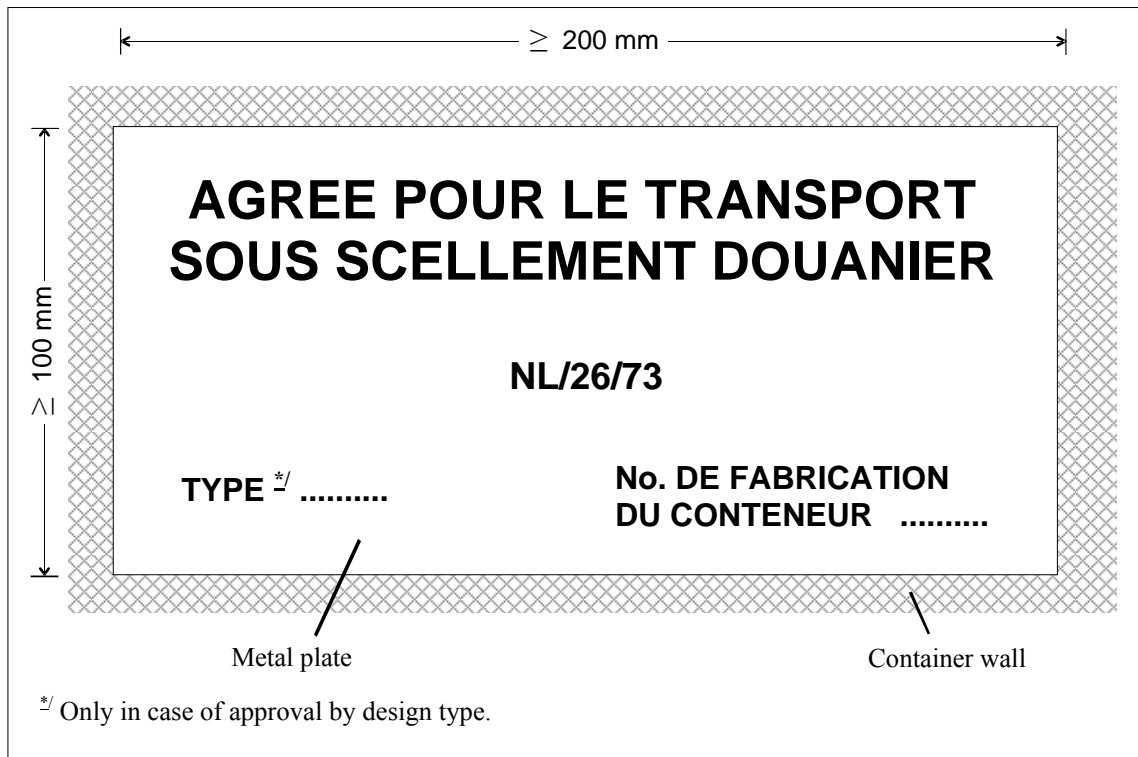 ≥ 200 mm
≥ 100 mm
AGREE POUR LE TRANSPORT
SOUS SCELLEMENT DOUANIER
NL/26/73
TYPE */ ..........
No. DE FABRICATION
DU CONTENEUR ..........
Metal plate
Container wall
*/ Only in case of approval by design type.